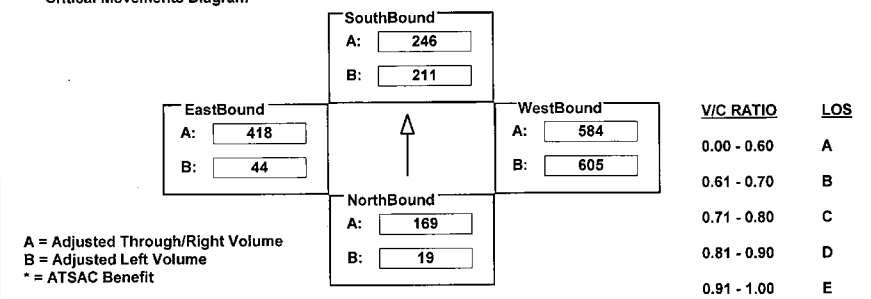 Critical Movements Diagram
SouthBound
A: 246
B: 211
EastBound
A: 418
B: 44
WestBound
A: 584
B: 605
NorthBound
A: 169
B: 19
A = Adjusted Through/Right Volume
B = Adjusted Left Volume
* = ATSAC Benefit
V/C RATIO LOS
0.00 - 0.60 A
0.61 - 0.70 B
0.71 - 0.80 C
0.81 - 0.90 D
0.91 - 1.00 E